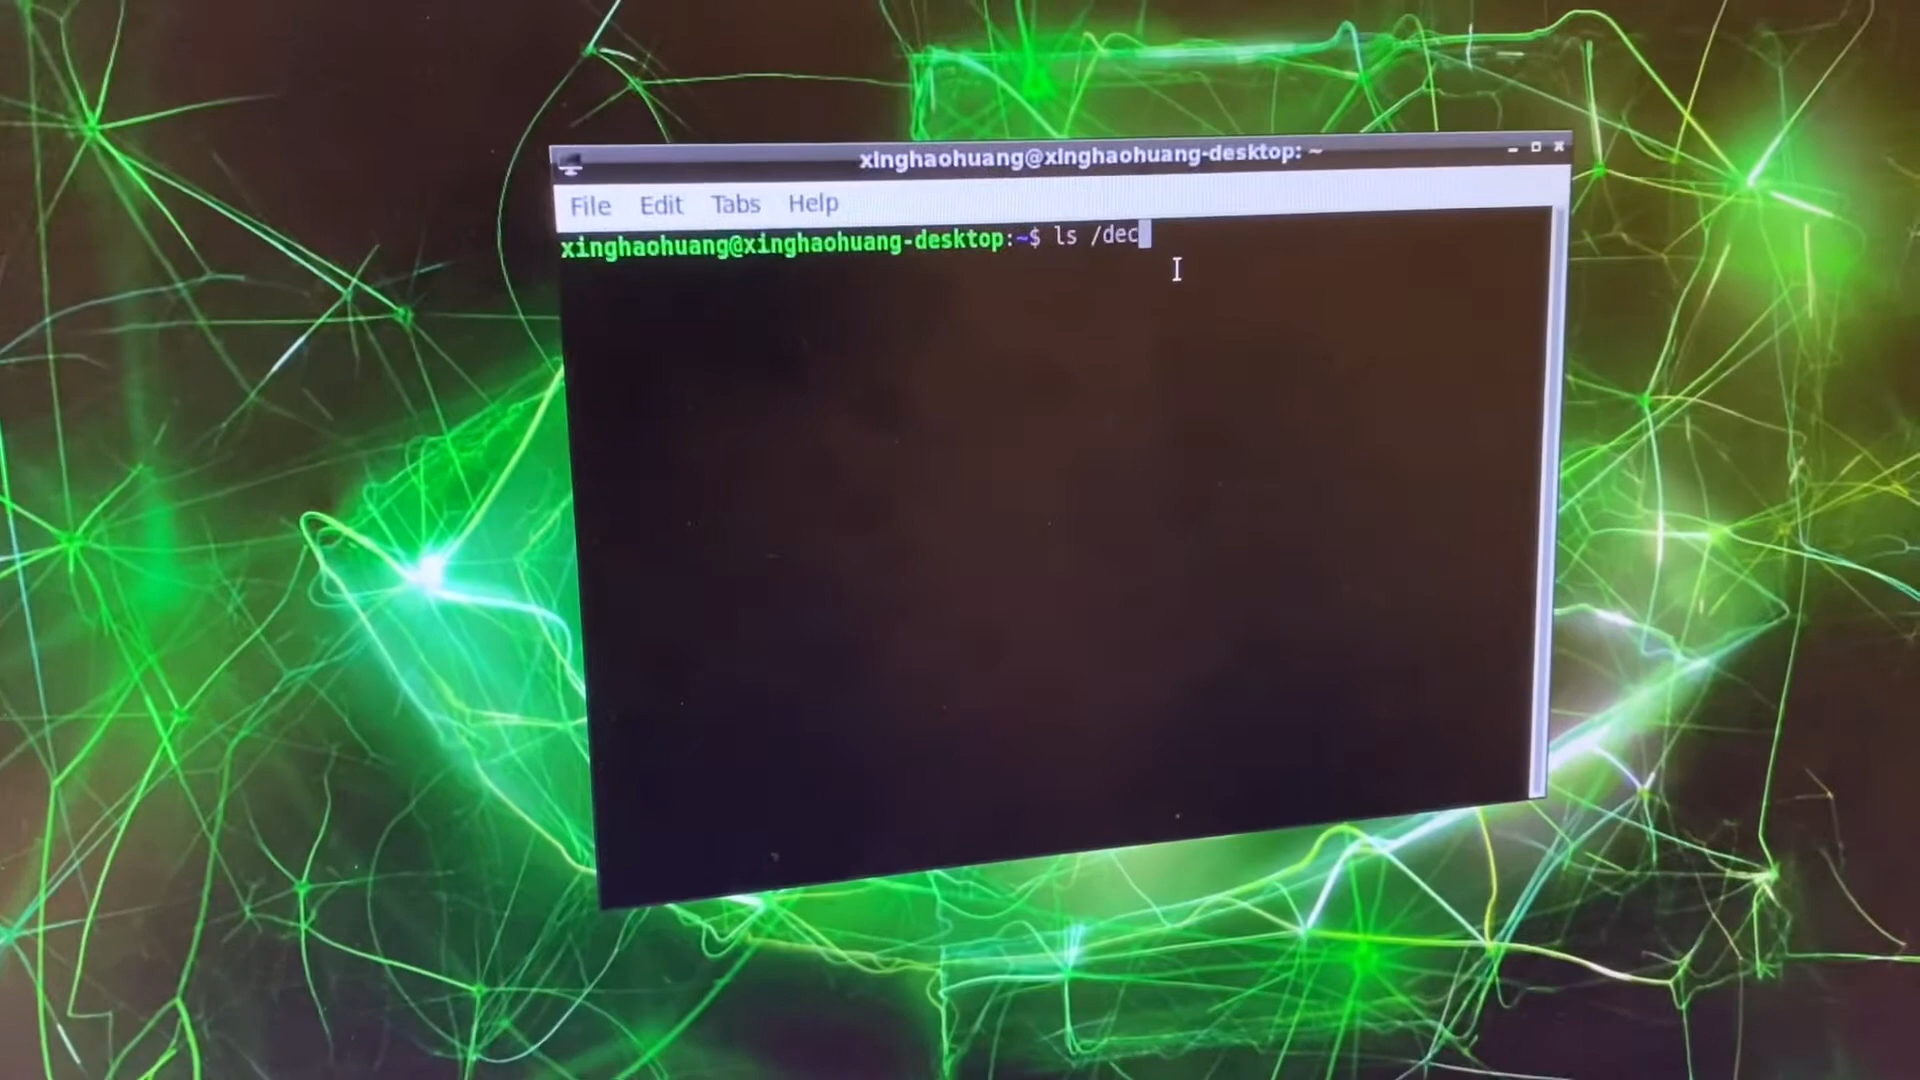 xinghaohuang@xinghaohuang-desktop: ~
File Edit Tabs Help
xinghaohuang@xinghaohuang-desktop:~$ ls /dec